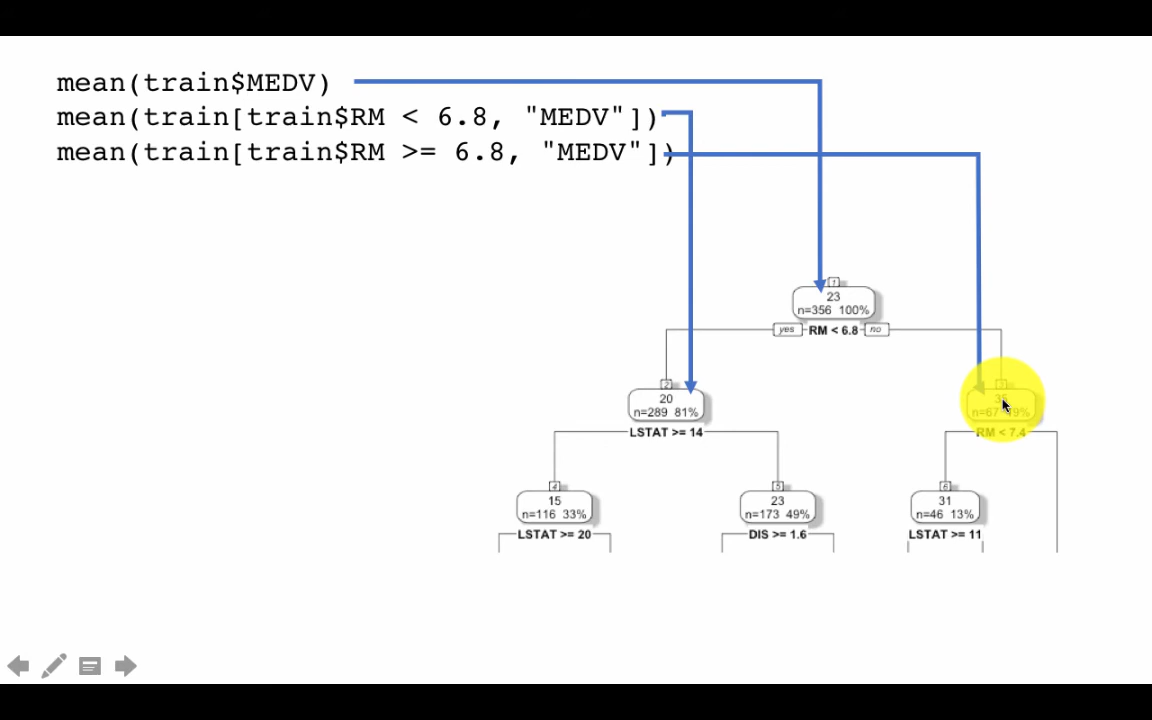 mean(train$MEDV)
mean(train[train$RM < 6.8, "MEDV"])
mean(train[train$RM >= 6.8, "MEDV"])
1
23
n=356 100%
yes RM < 6.8 no
2
20
n=289 81%
LSTAT >= 14
n=67
RM < 7.4
4
15
n=116 33%
LSTAT >= 20
5
23
n=173 49%
DIS >= 1.6
6
31
n=46 13%
LSTAT >= 11